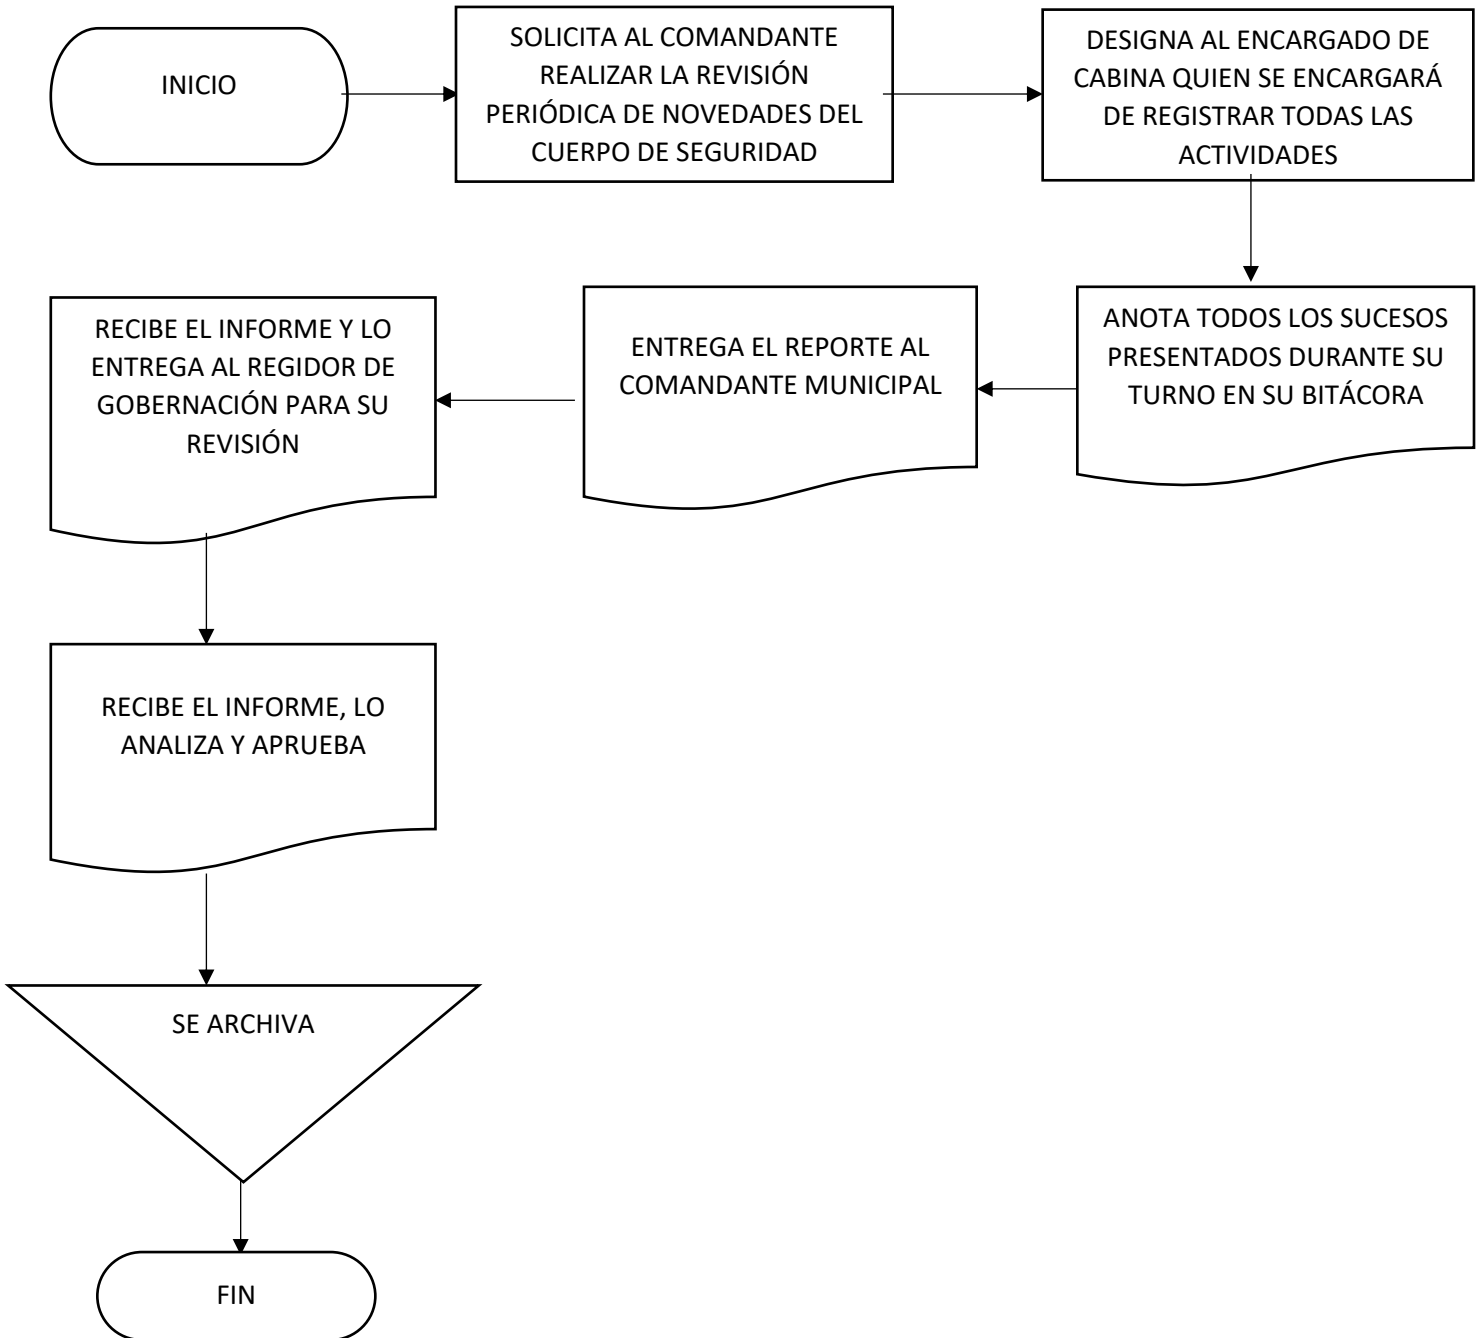 INICIO
SOLICITA AL COMANDANTE
REALIZAR LA REVISIÓN
PERIÓDICA DE NOVEDADES DEL
CUERPO DE SEGURIDAD
DESIGNA AL ENCARGADO DE
CABINA QUIEN SE ENCARGARÁ
DE REGISTRAR TODAS LAS
ACTIVIDADES
ANOTA TODOS LOS SUCESOS
PRESENTADOS DURANTE SU
TURNO EN SU BITÁCORA
ENTREGA EL REPORTE AL
COMANDANTE MUNICIPAL
RECIBE EL INFORME Y LO
ENTREGA AL REGIDOR DE
GOBERNACIÓN PARA SU
REVISIÓN
RECIBE EL INFORME, LO
ANALIZA Y APRUEBA
SE ARCHIVA
FIN